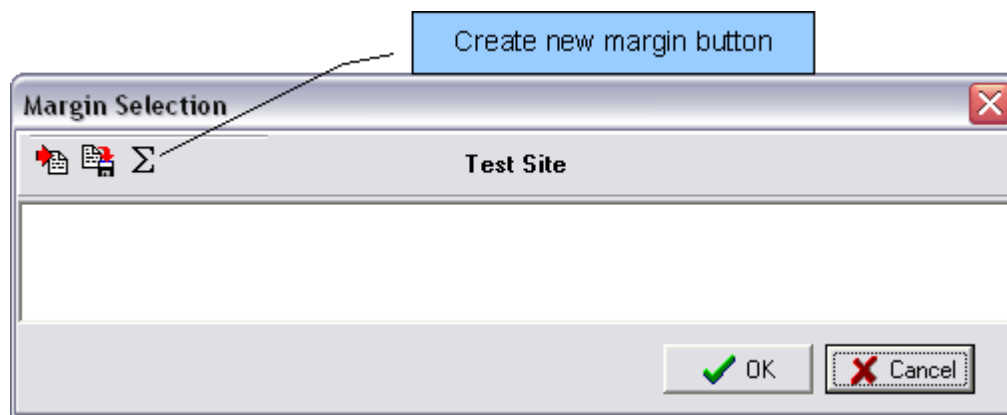 Create new margin button
Margin Selection
Σ
Test Site
OK
Cancel